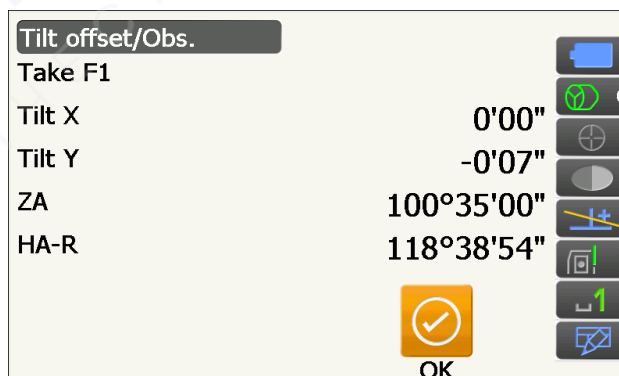 Tilt offset/Obs.
Take F1
Tilt X 0'00"
Tilt Y -0'07"
ZA 100°35'00"
HA-R 118°38'54"
1
OK